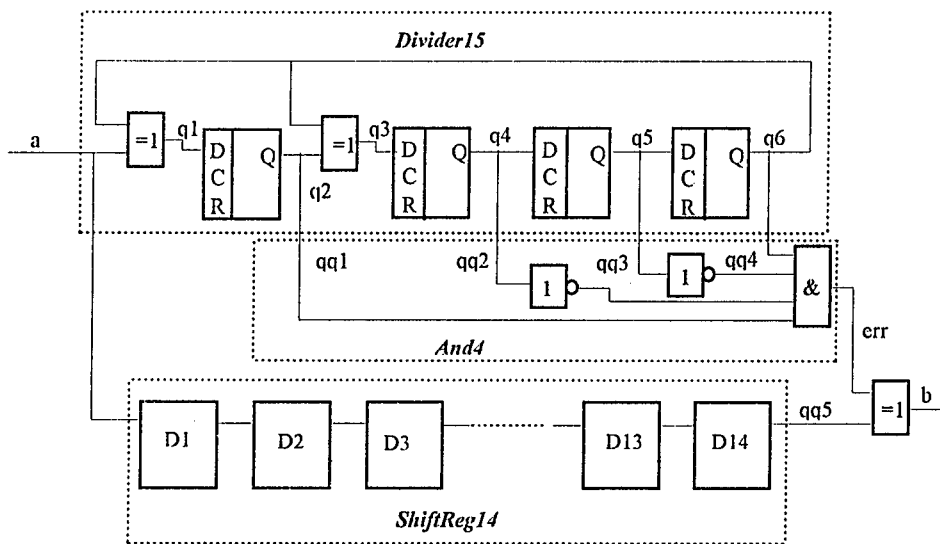 Divider15
a
=1
q1
D
C
R
Q
q2
=1
q3
D
C
R
Q
q4
D
C
R
Q
q5
D
C
R
Q
q6
qq1
qq2
1
qq3
1
qq4
&
And4
err
D1
D2
D3
D13
D14
qq5
=1
b
ShiftReg14